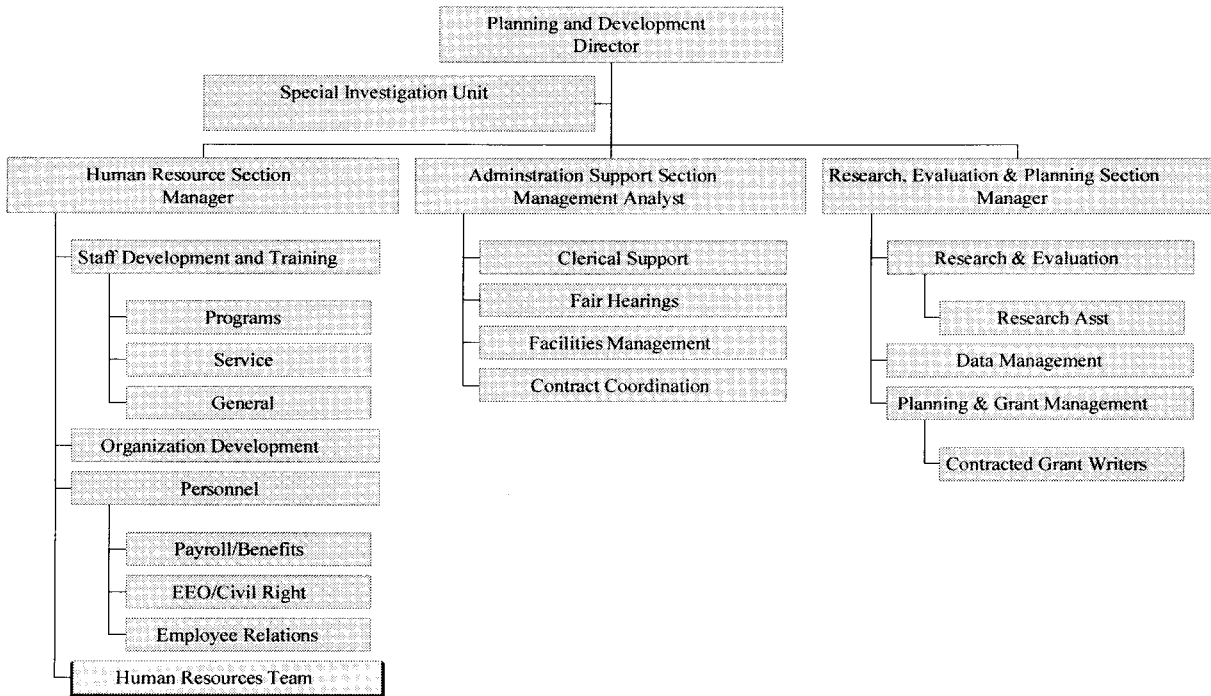 Planning and Development
Director
Special Investigation Unit
Human Resource Section
Manager
Adminstration Support Section
Management Analyst
Research, Evaluation & Planning Section
Manager
Staff Development and Training
Programs
Service
General
Organization Development
Personnel
Payroll/Benefits
EEO/Civil Right
Employee Relations
Human Resources Team
Clerical Support
Fair Hearings
Facilities Management
Contract Coordination
Research & Evaluation
Research Asst
Data Management
Planning & Grant Management
Contracted Grant Writers